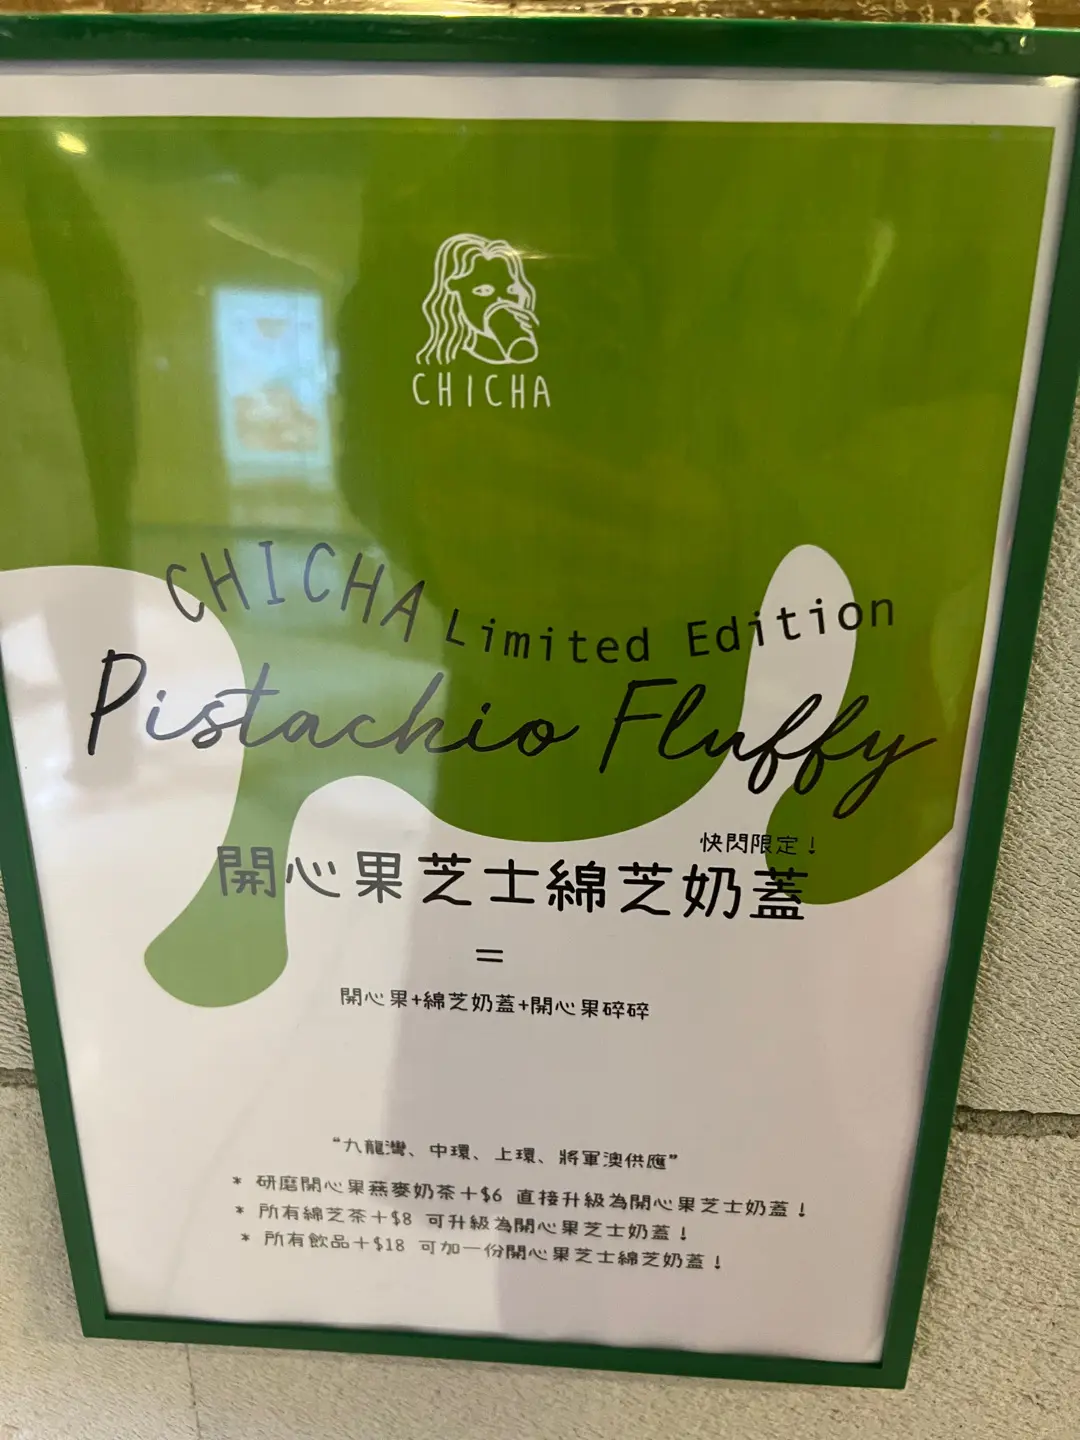 CHICHA
CHICHA Limited Edition
Pistachio Fluffy
快閃限定！
開心果芝士綿芝奶蓋
=
開心果+綿芝奶蓋+開心果碎碎
“九龍灣、中環、上環、將軍澳供應”
* 研磨開心果燕麥奶茶＋$6 直接升級為開心果芝士奶蓋！
* 所有綿芝茶＋$8 可升級為開心果芝士奶蓋！
* 所有飲品＋$18 可加一份開心果芝士綿芝奶蓋！